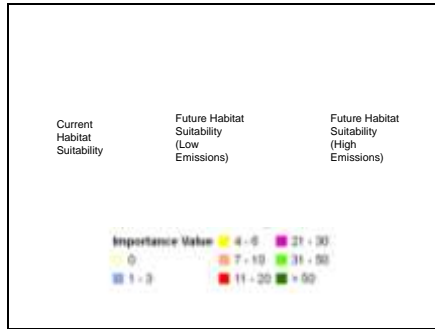 Current
Habitat
Suitability
Future Habitat
Suitability
(Low
Emissions)
Future Habitat
Suitability
(High
Emissions)
Importance Value 4 - 6 21 - 30
0 7 - 10 31 - 50
1 - 3 11 - 20 > 50